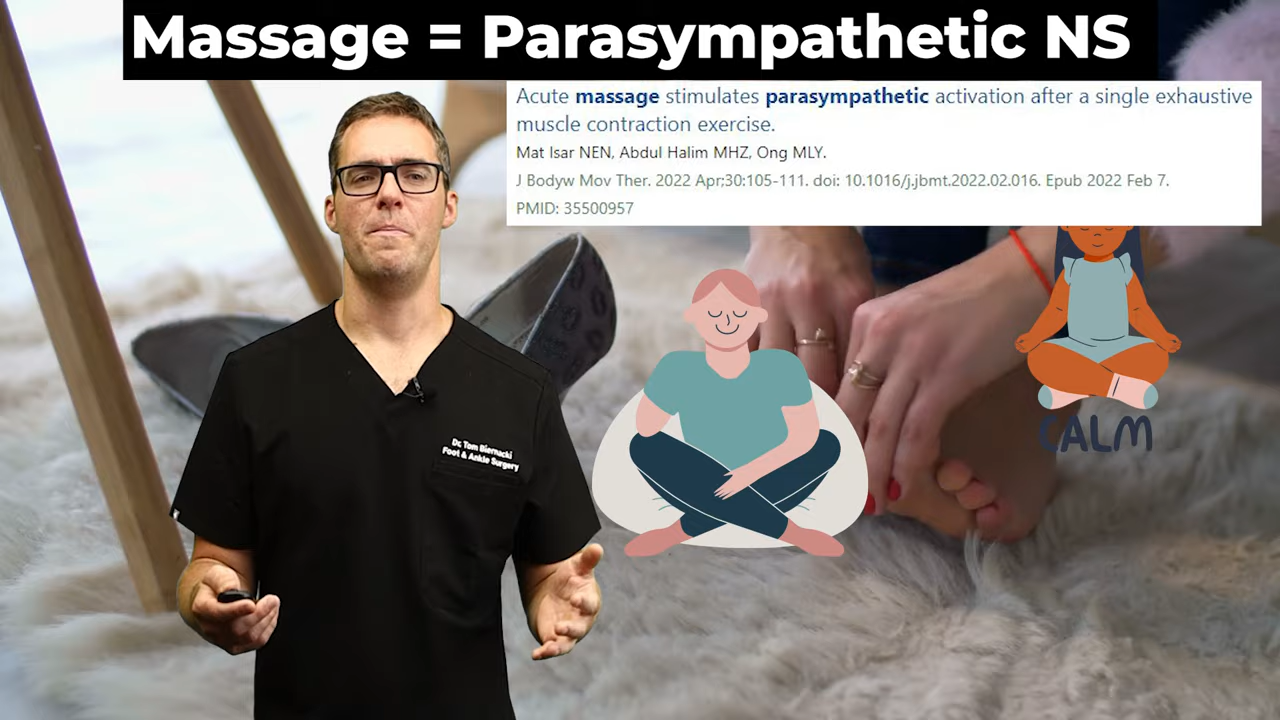 Massage = Parasympathetic NS
Acute massage stimulates parasympathetic activation after a single exhaustive
muscle contraction exercise.
Mat Isar NEN, Abdul Halim MHZ, Ong MLY.
J Bodyw Mov Ther. 2022 Apr;30:105-111. doi: 10.1016/j.jbmt.2022.02.016. Epub 2022 Feb 7.
PMID: 35500957
CALM
Dr. Tom Biernacki
Foot & Ankle Surgery